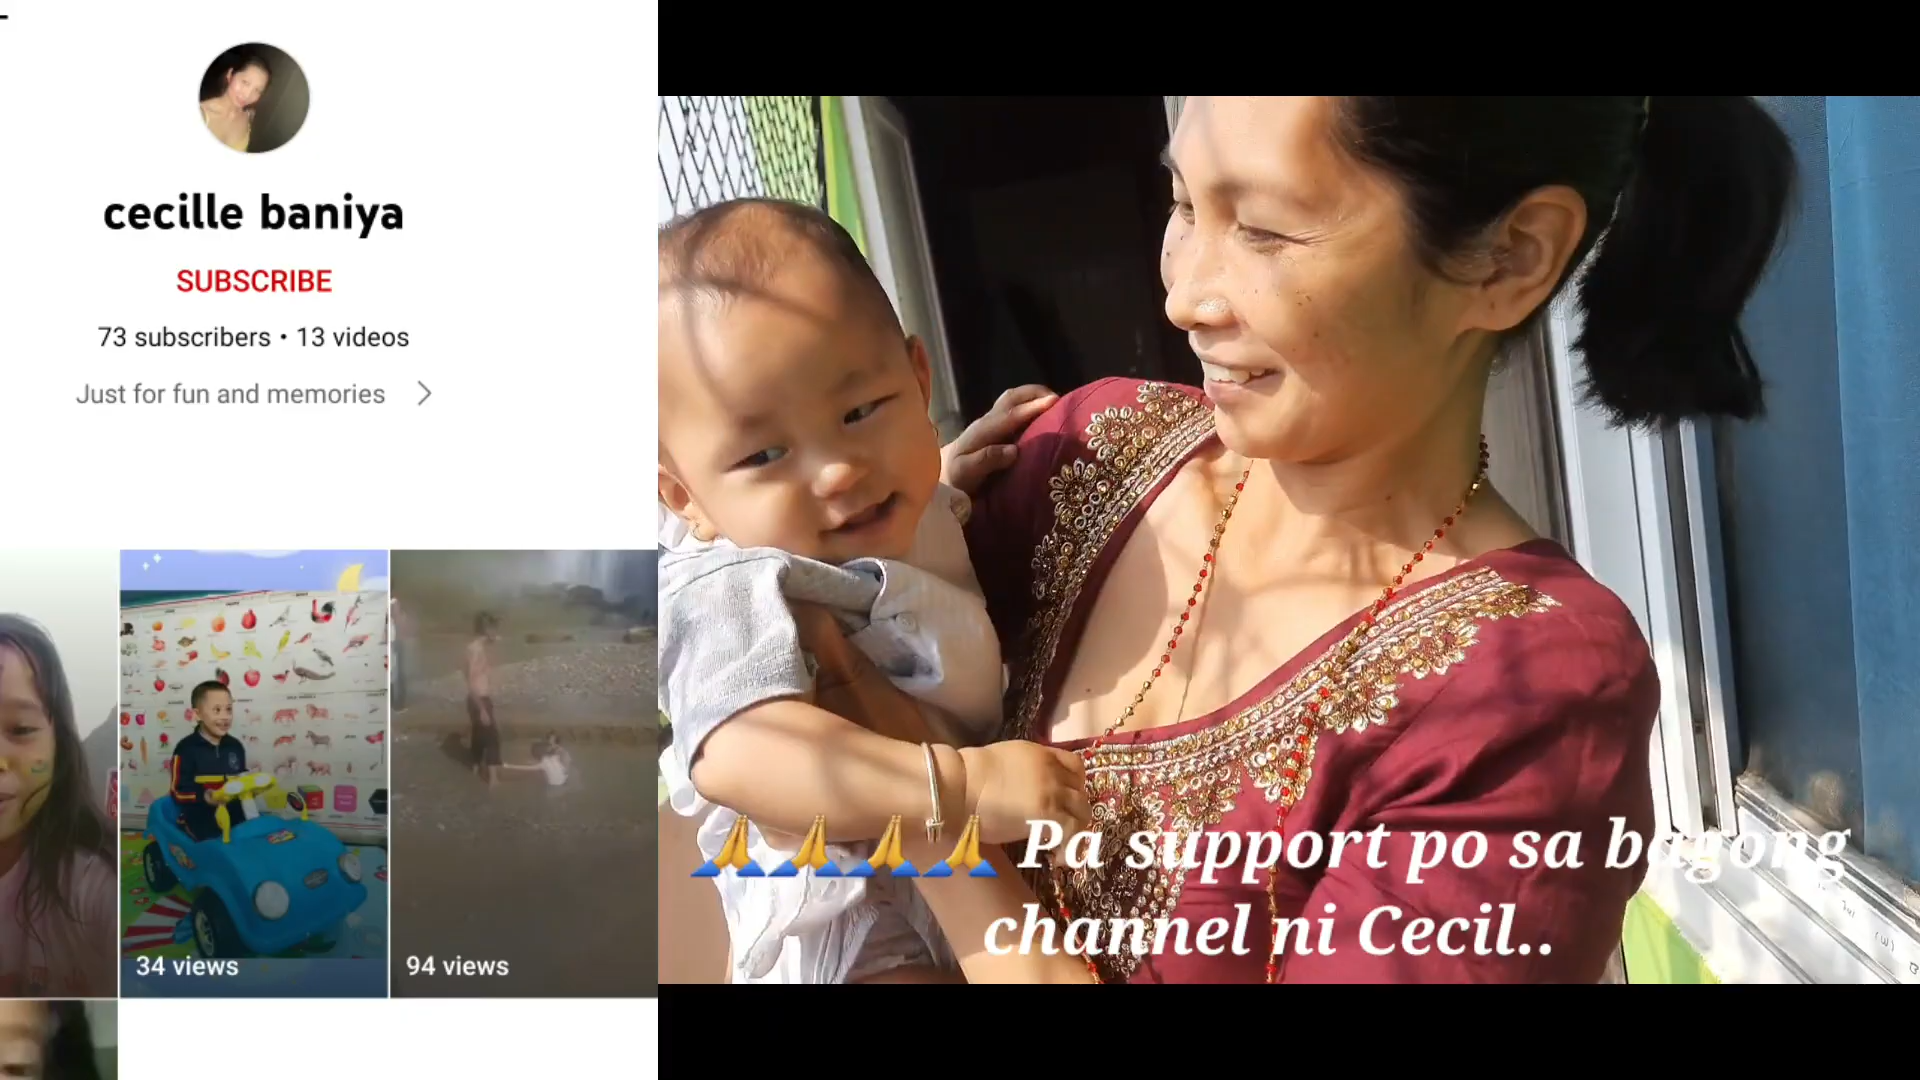 cecille baniya
SUBSCRIBE
73 subscribers • 13 videos
Just for fun and memories
34 views
94 views
🙏🙏🙏🙏 Pa support po sa bagong
channel ni Cecil..